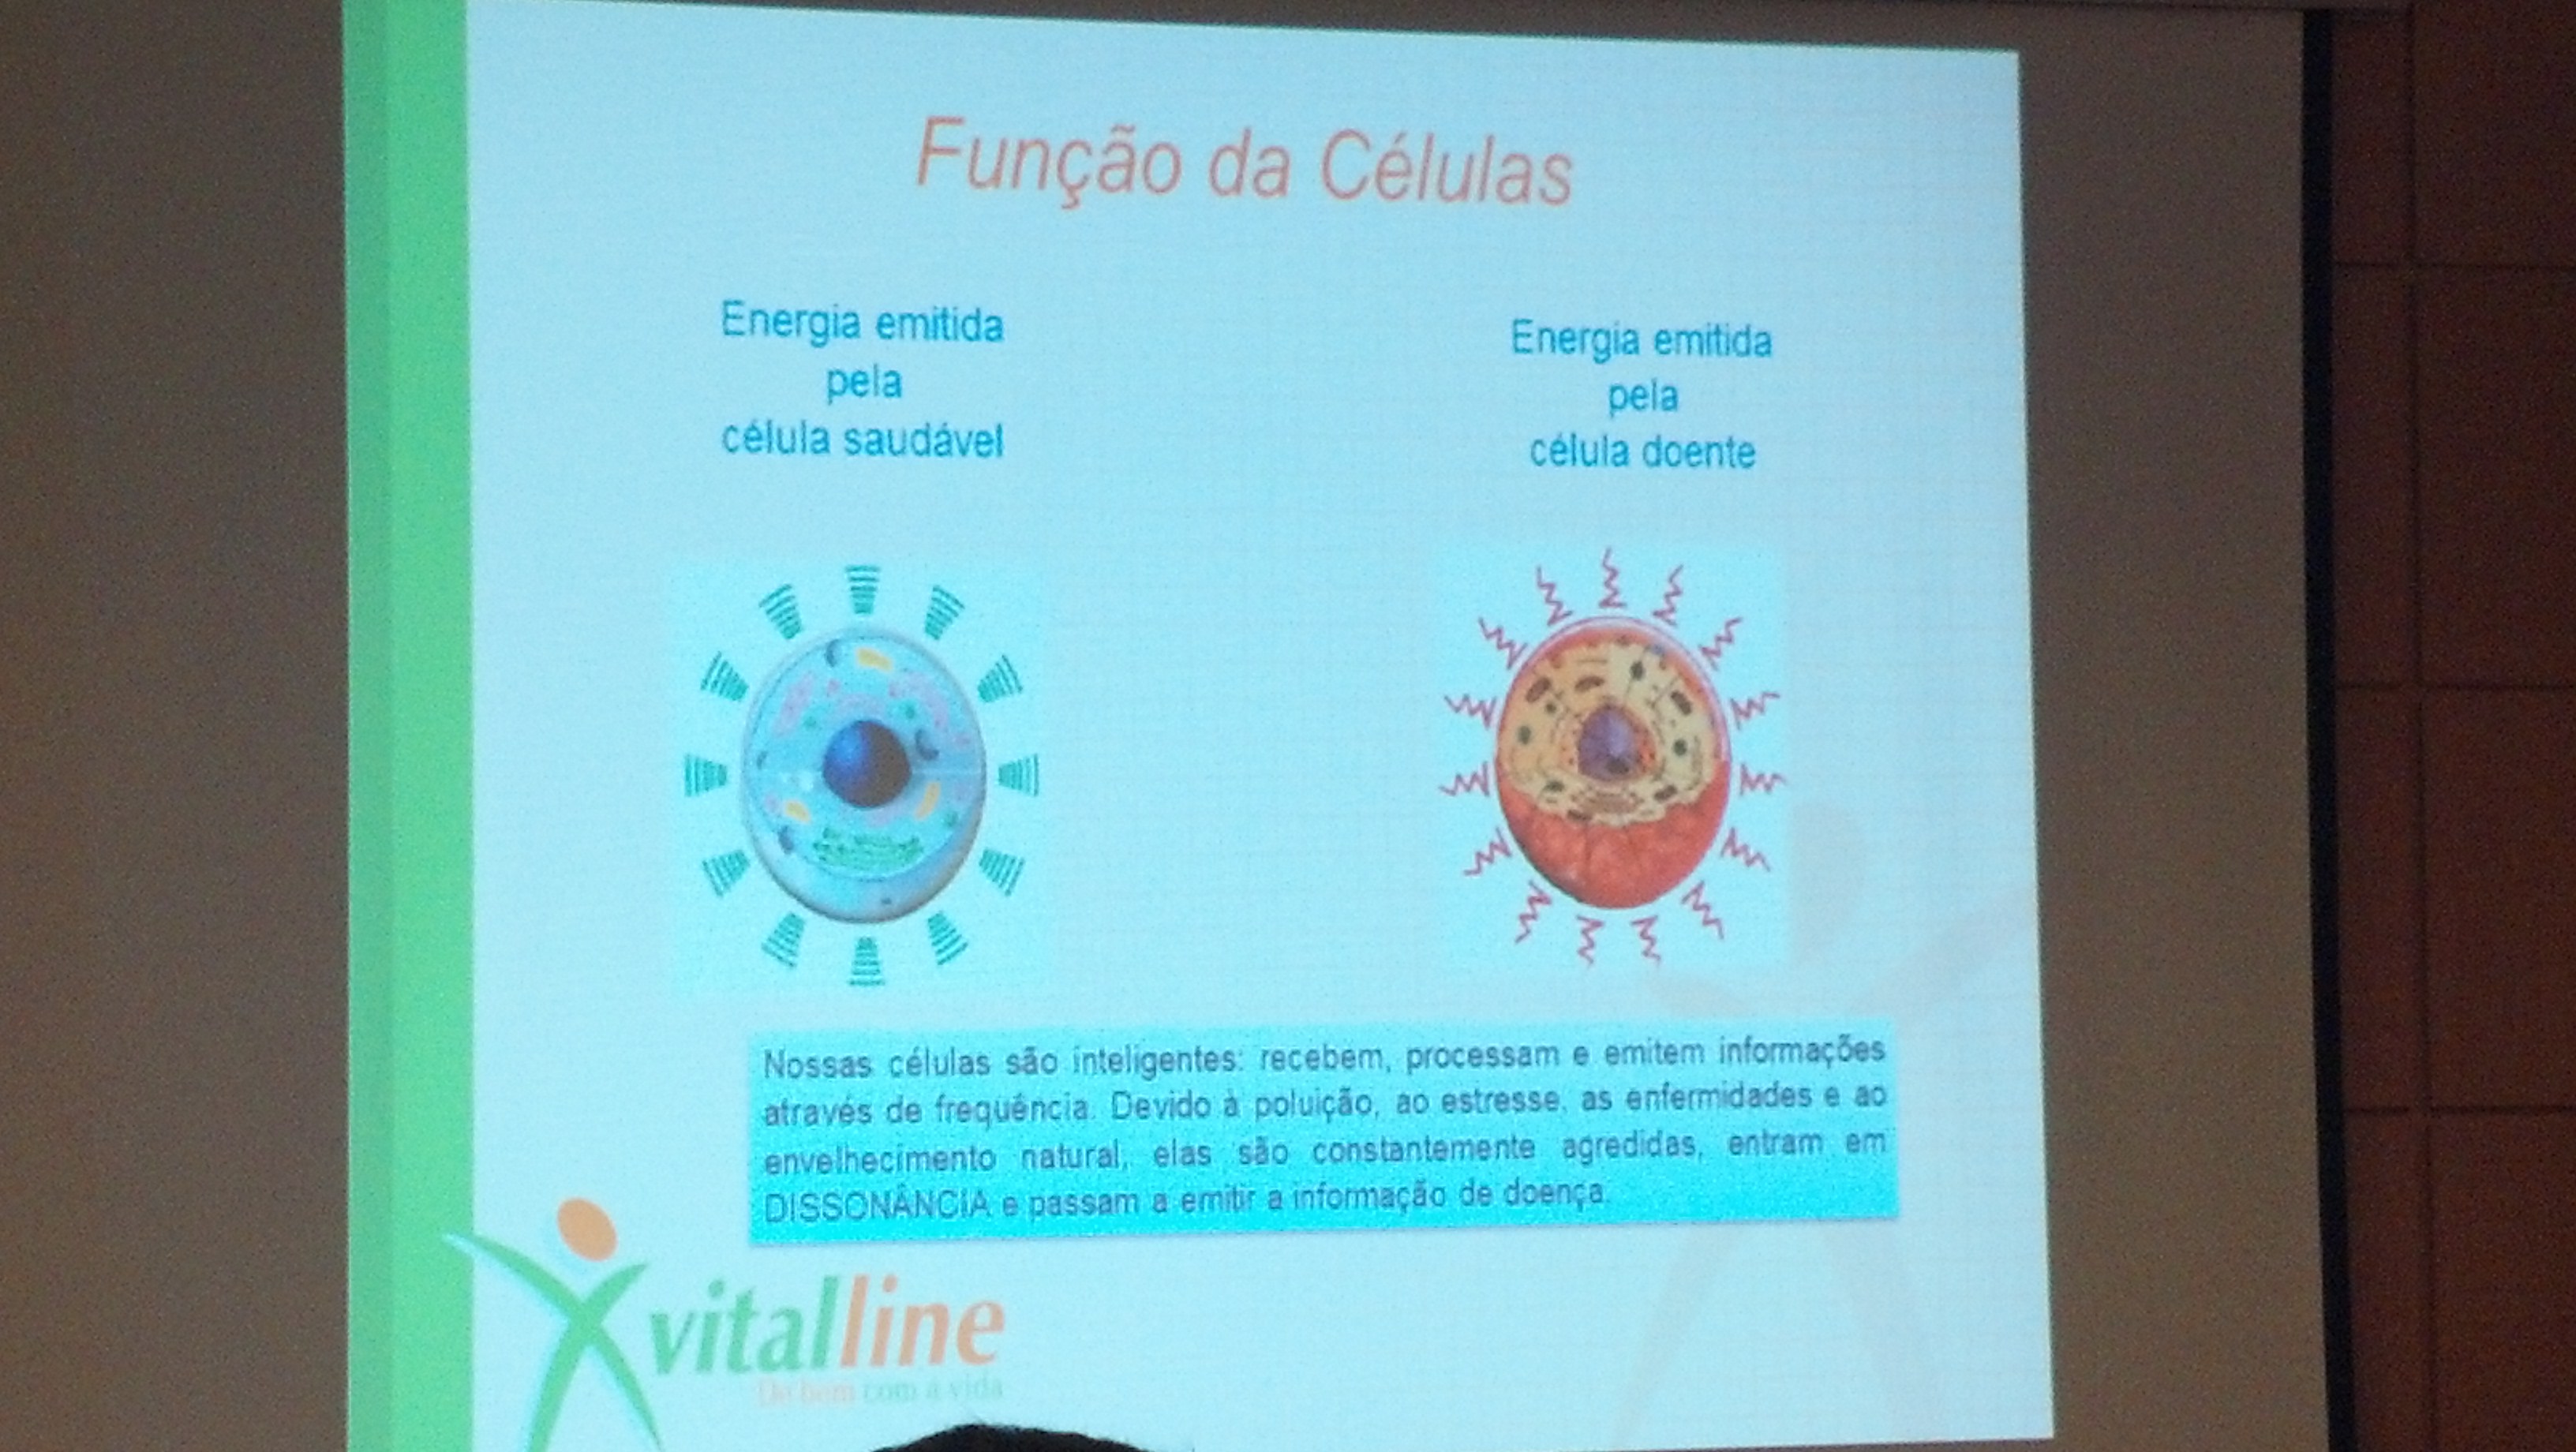 Função da Células
Energia emitida
pela
célula saudável
Energia emitida
pela
célula doente
Nossas células são inteligentes: recebem, processam e emitem informações
através de frequência. Devido à poluição, ao estresse, as enfermidades e ao
envelhecimento natural, elas são constantemente agredidas, entram em
DISSONÂNCIA e passam a emitir a informação de doença.
vitalline
De bem com a vida